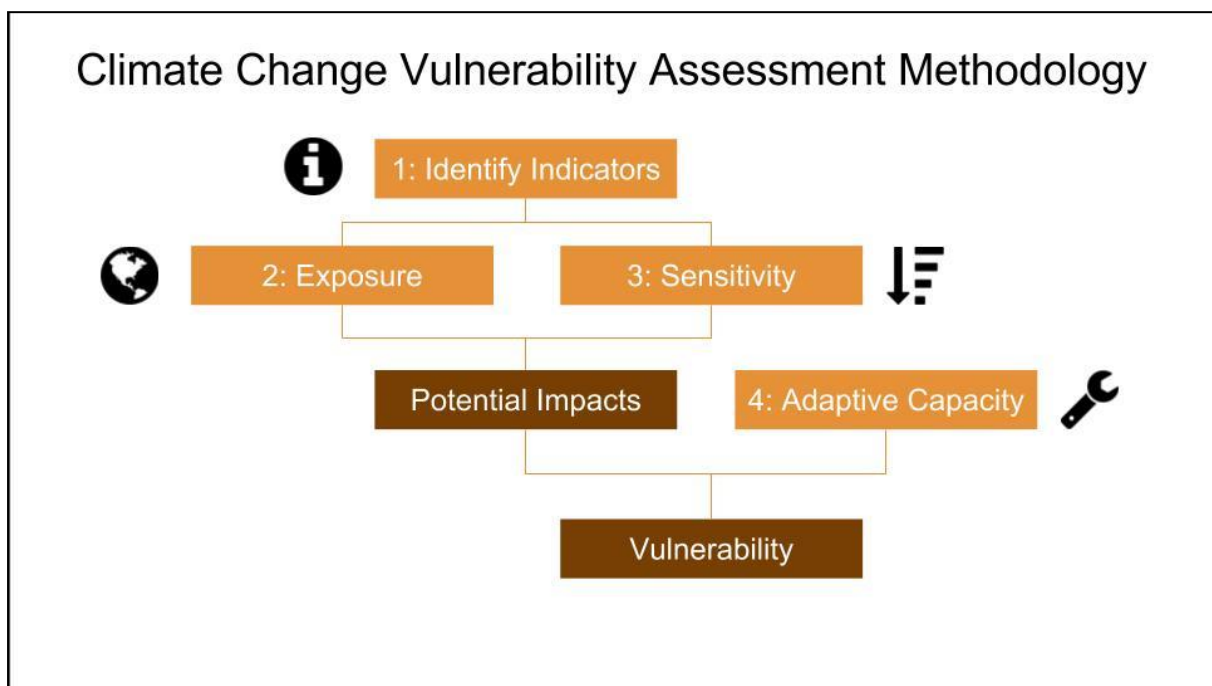 Climate Change Vulnerability Assessment Methodology
1: Identify Indicators
2: Exposure
3: Sensitivity
Potential Impacts
4: Adaptive Capacity
Vulnerability